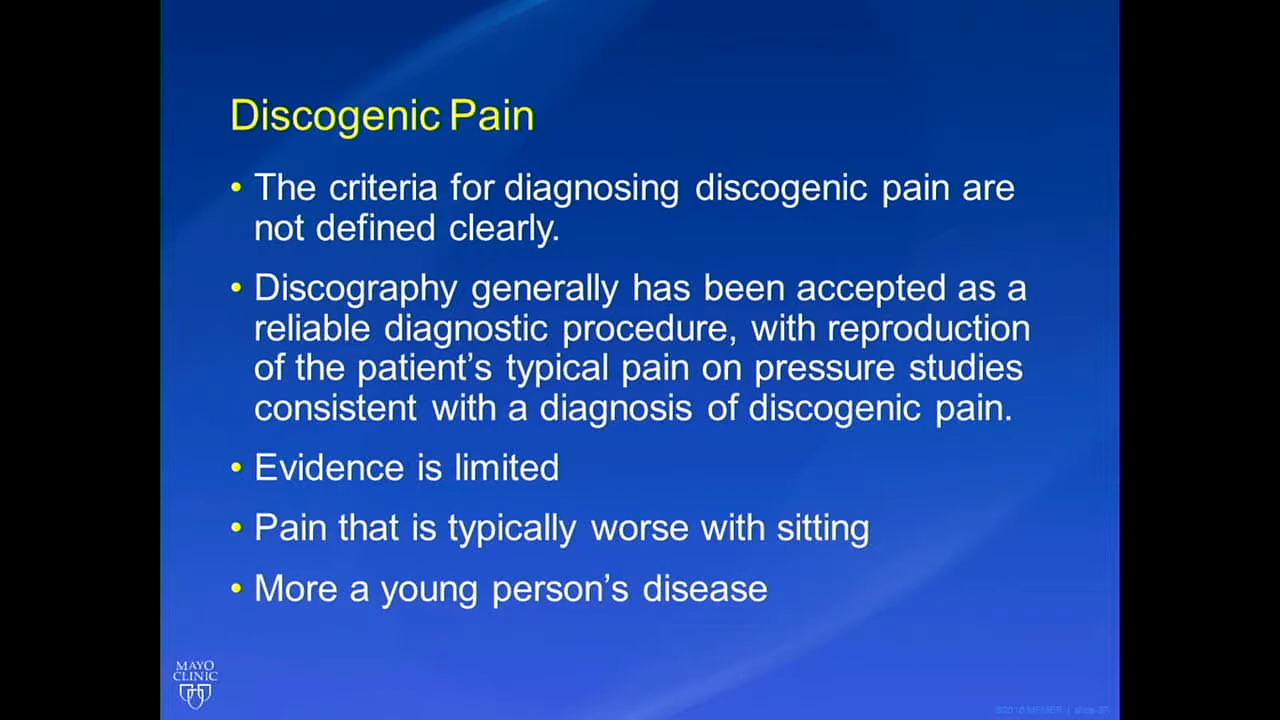 Discogenic Pain
• The criteria for diagnosing discogenic pain are
not defined clearly.
• Discography generally has been accepted as a
reliable diagnostic procedure, with reproduction
of the patient's typical pain on pressure studies
consistent with a diagnosis of discogenic pain.
• Evidence is limited
• Pain that is typically worse with sitting
• More a young person's disease
MAYO
CLINIC